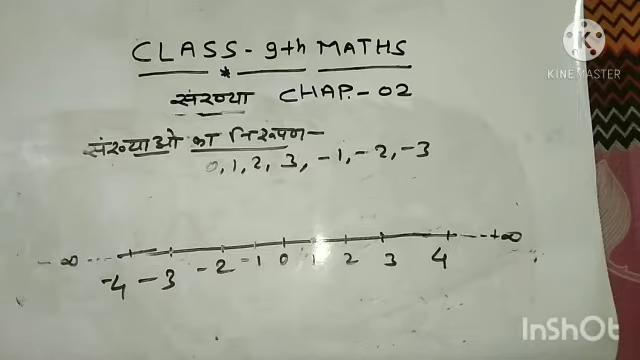 CLASS - 9th MATHS
*
संख्या CHAP. - 02
संख्याओ का निरूपण -
0, 1, 2, 3, -1, -2, -3
- ∞ -4 -3 -2 -1 0 1 2 3 4 +∞
KINEMASTER
InShOt